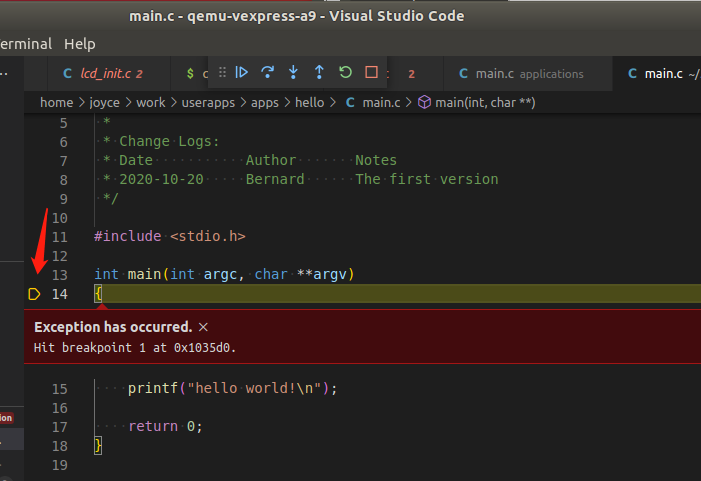 main.c - qemu-vexpress-a9 - Visual Studio Code
Terminal Help
C lcd_init.c 2 $ 2 C main.c applications C main.c ~/
home > joyce > work > userapps > apps > hello > C main.c > main(int, char **)
5 *
6 * Change Logs:
7 * Date Author Notes
8 * 2020-10-20 Bernard The first version
9 */
10
11 #include <stdio.h>
12
13 int main(int argc, char **argv)
14 {
Exception has occurred. ×
Hit breakpoint 1 at 0x1035d0.
15 printf("hello world!\n");
16
17 return 0;
18 }
19